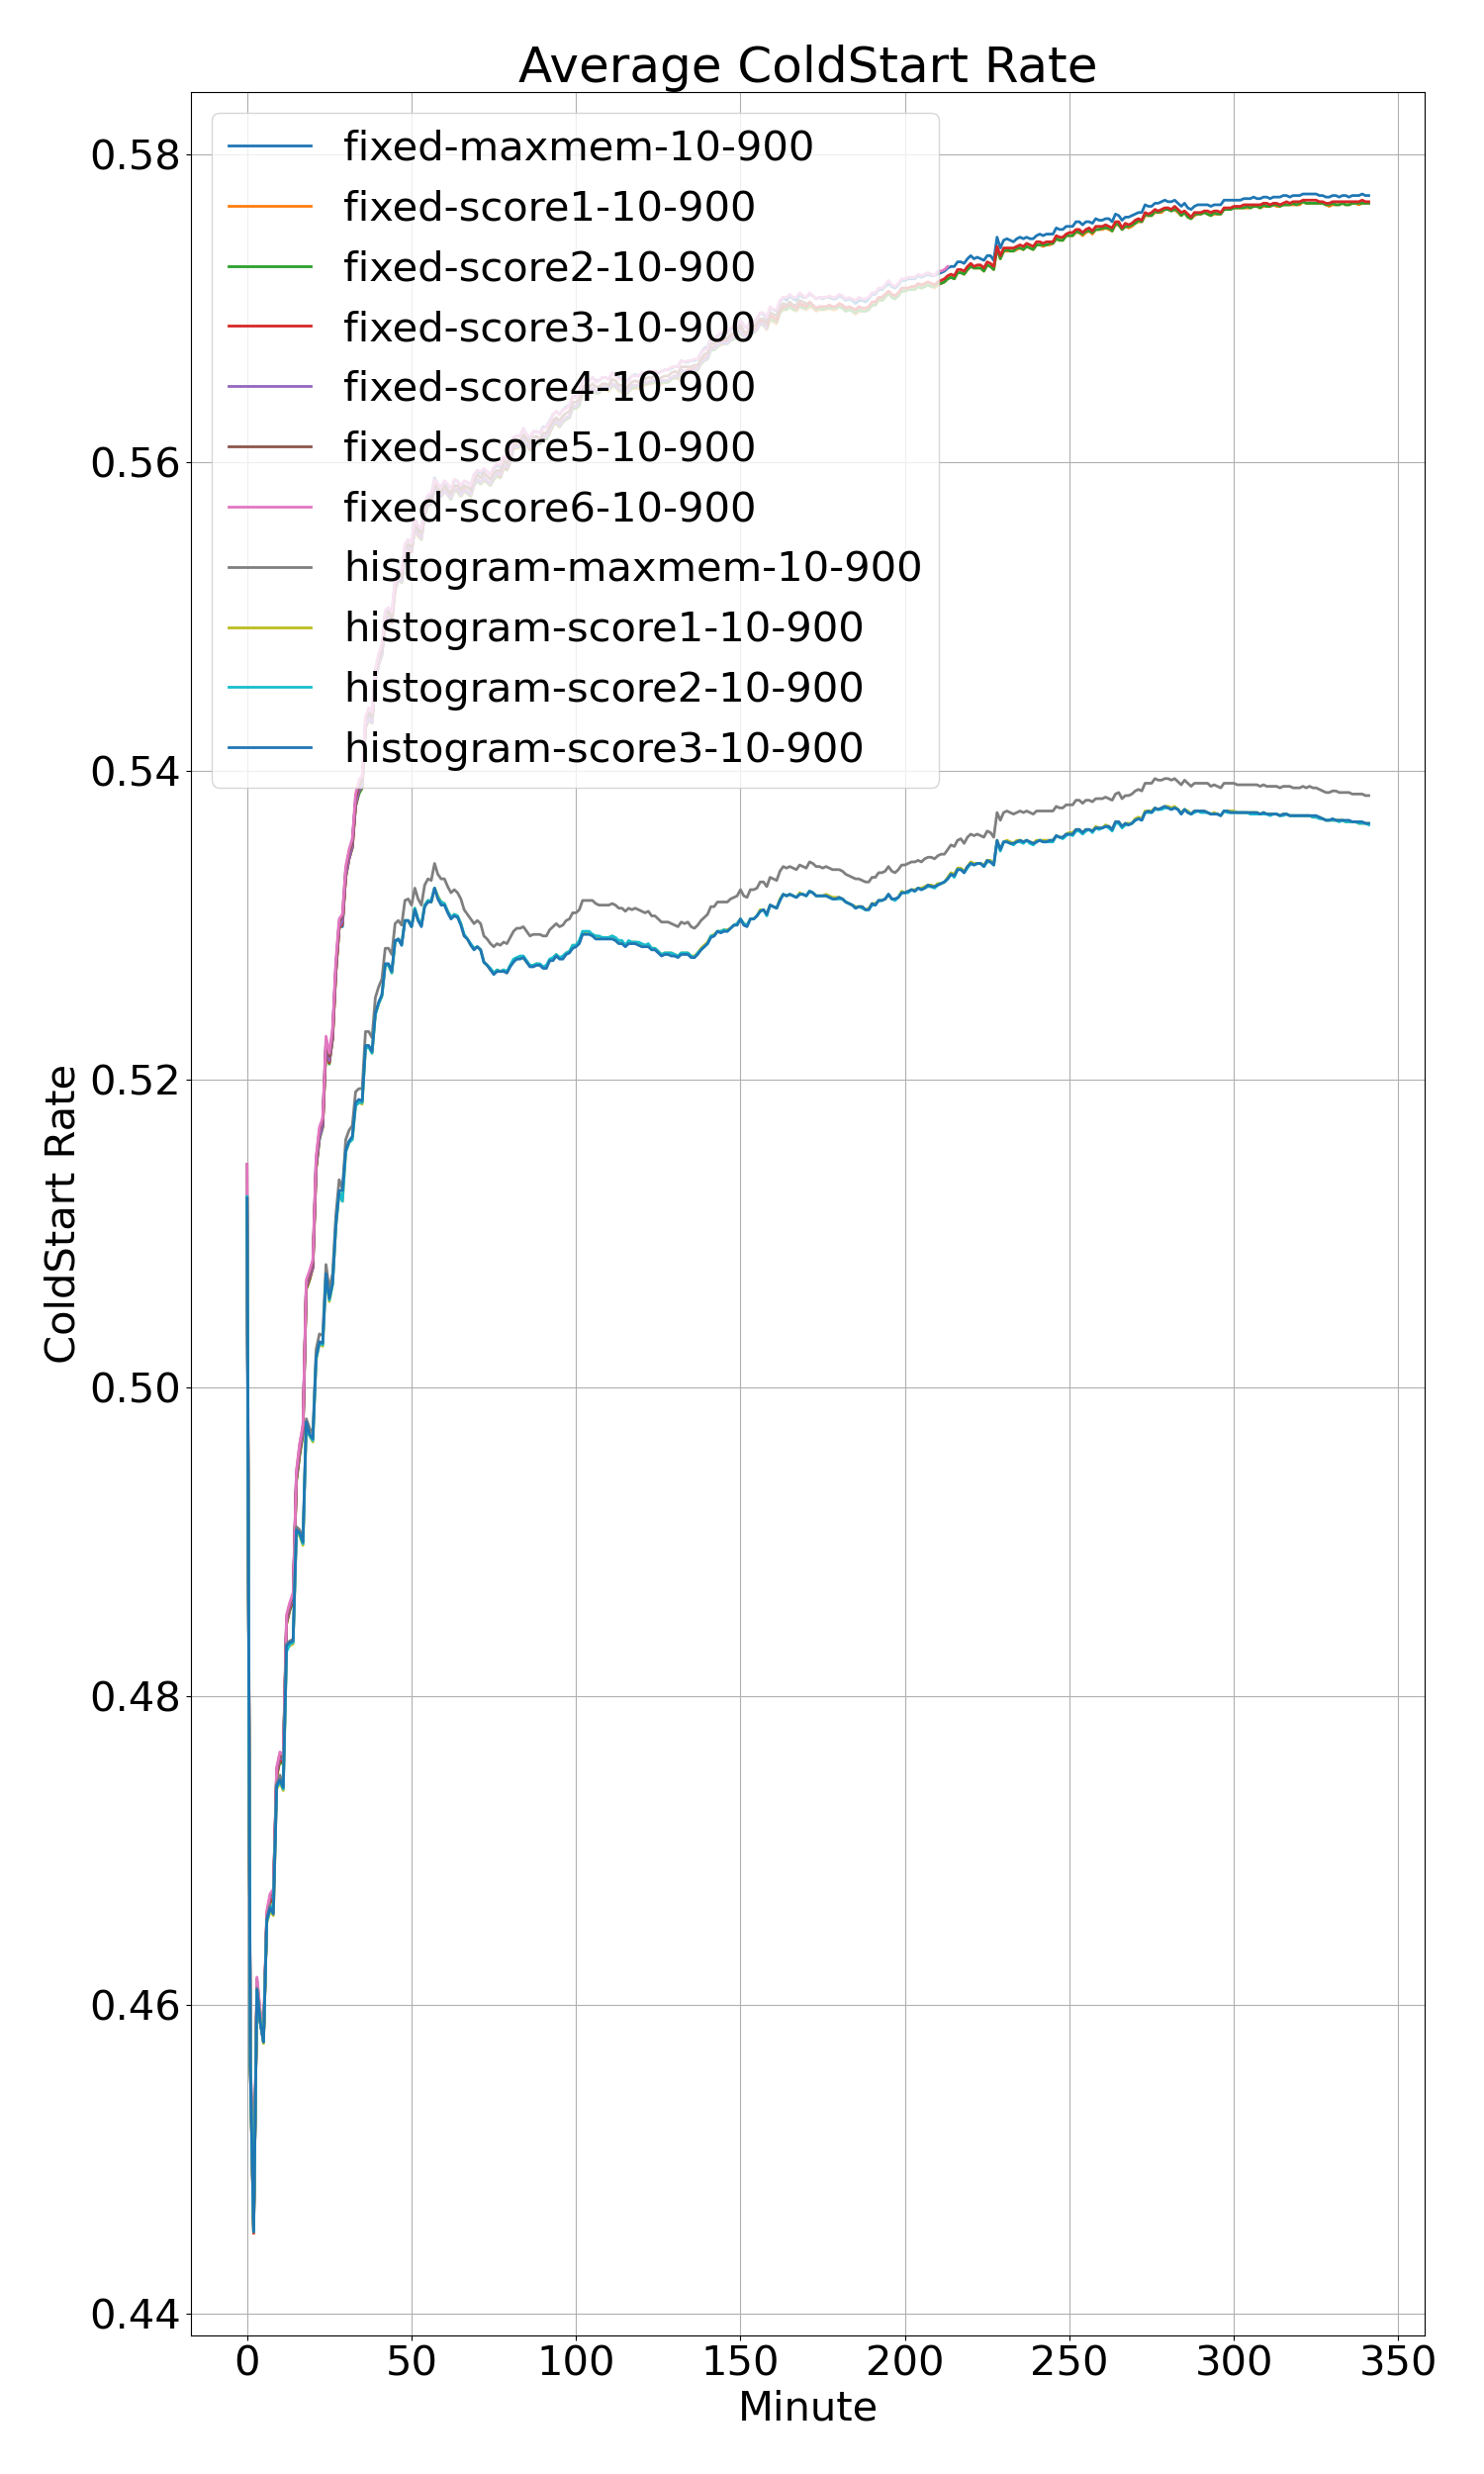 Average ColdStart Rate
fixed-maxmem-10-900
fixed-score1-10-900
fixed-score2-10-900
fixed-score3-10-900
fixed-score4-10-900
fixed-score5-10-900
fixed-score6-10-900
histogram-maxmem-10-900
histogram-score1-10-900
histogram-score2-10-900
histogram-score3-10-900
ColdStart Rate
0.58
0.56
0.54
0.52
0.50
0.48
0.46
0.44
0 50 100 150 200 250 300 350
Minute